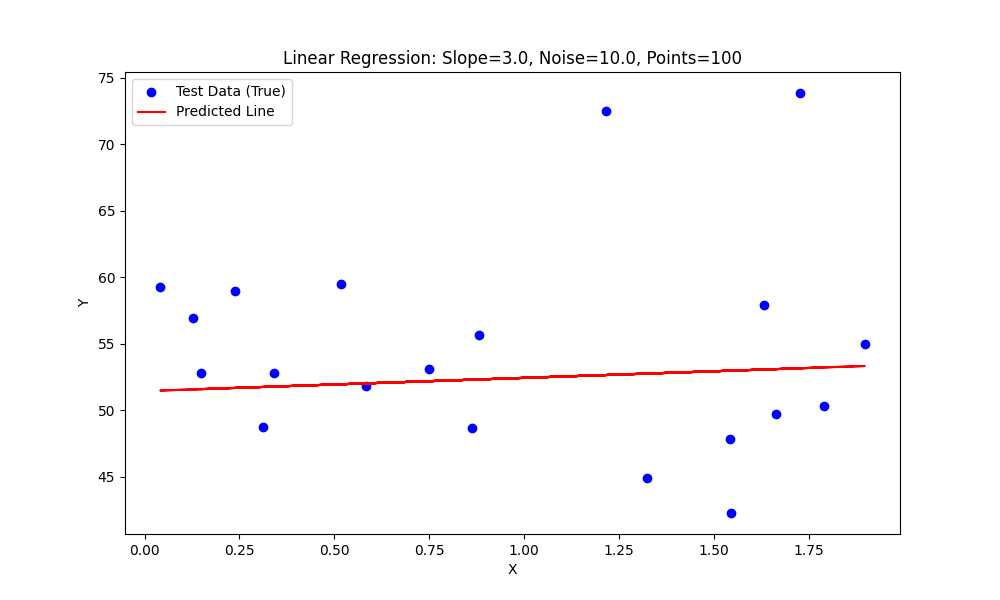 Linear Regression: Slope=3.0, Noise=10.0, Points=100
Test Data (True)
Predicted Line
75
70
65
60
55
50
45
Y
0.00 0.25 0.50 0.75 1.00 1.25 1.50 1.75
X